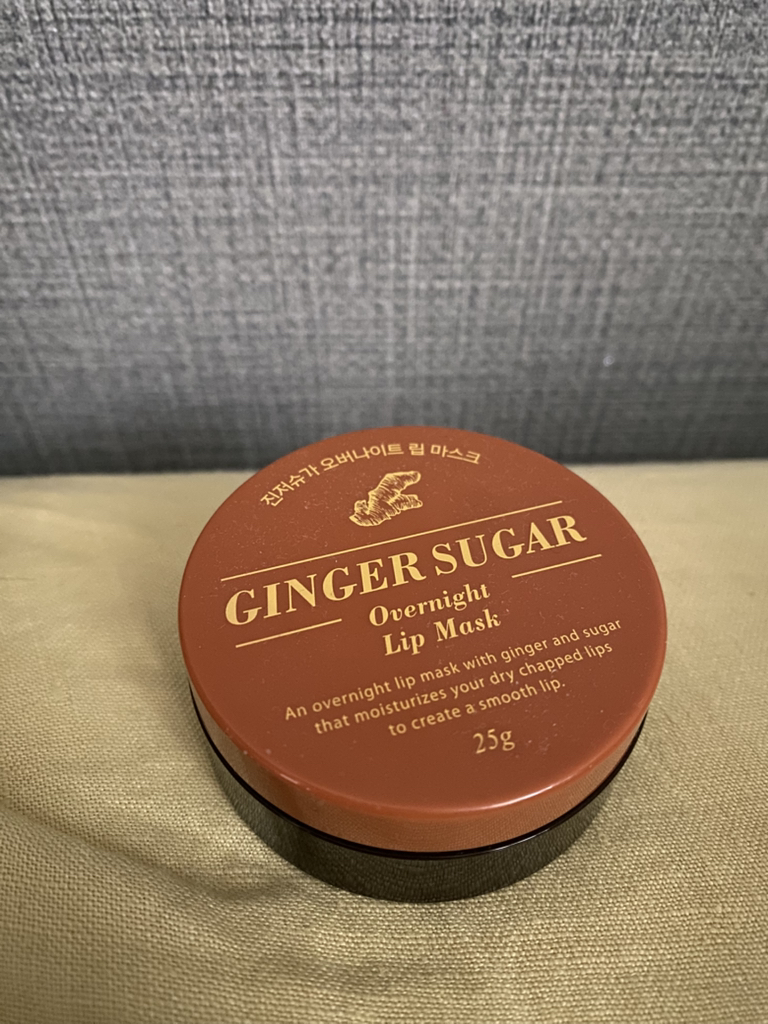 진저슈가 오버나이트 립 마스크
GINGER SUGAR
Overnight
Lip Mask
An overnight lip mask with ginger and sugar
that moisturizes your dry chapped lips
to create a smooth lip.
25g